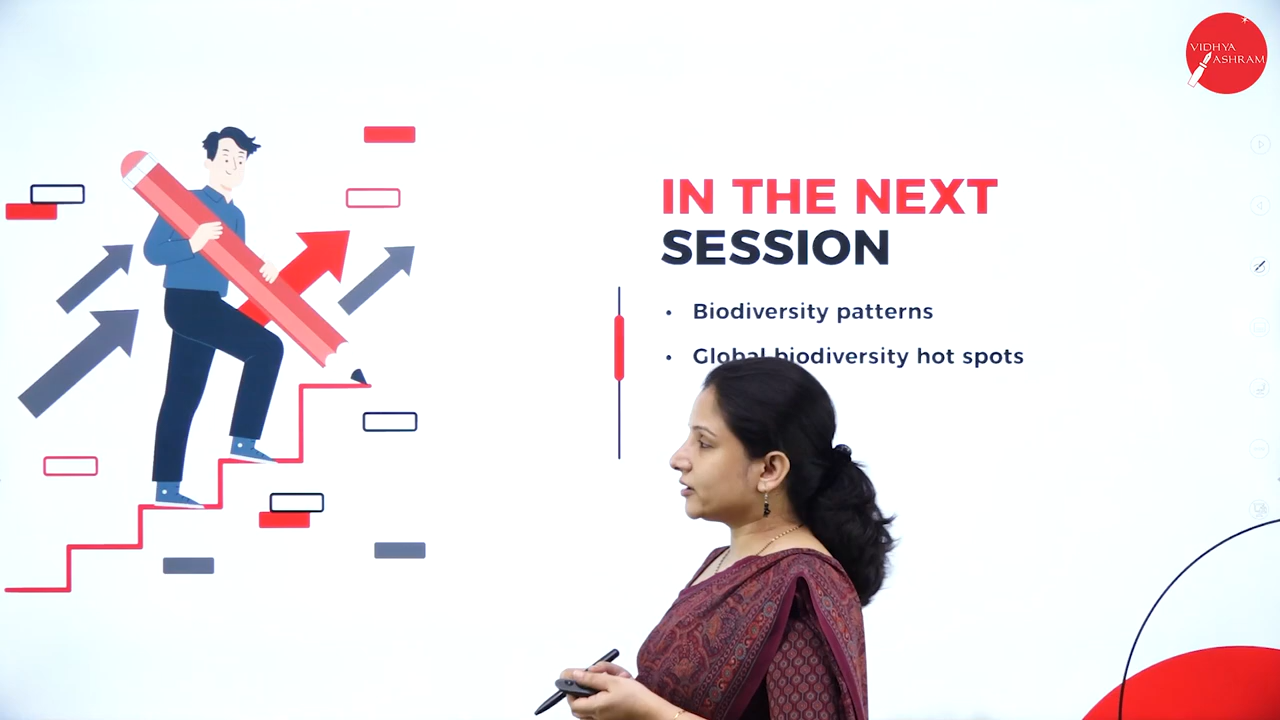 VIDHYA
ASHRAM
IN THE NEXT
SESSION
• Biodiversity patterns
• Global biodiversity hot spots